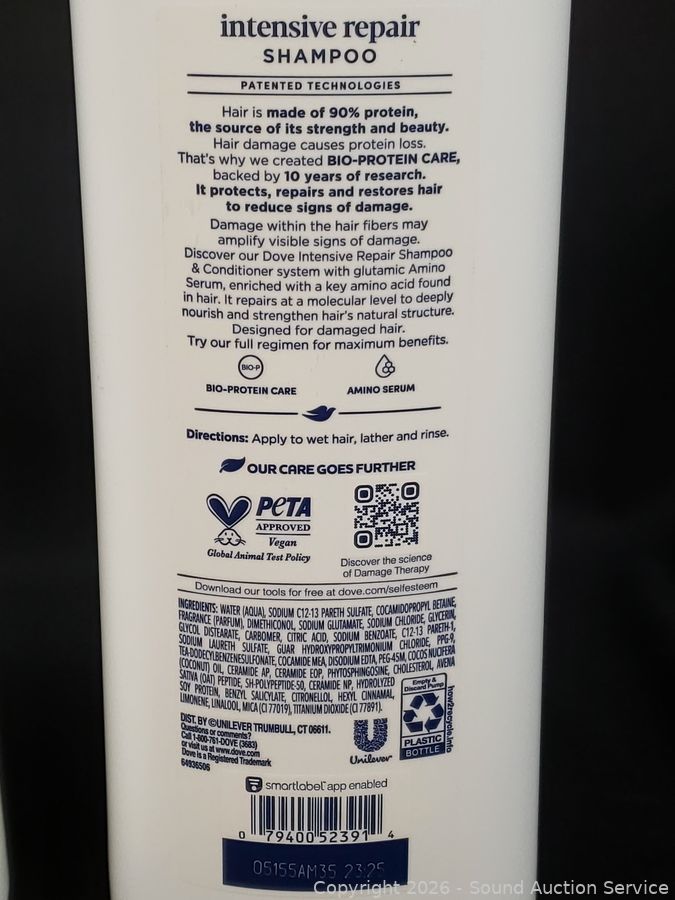 intensive repair
SHAMPOO
PATENTED TECHNOLOGIES
Hair is made of 90% protein,
the source of its strength and beauty.
Hair damage causes protein loss.
That's why we created BIO-PROTEIN CARE,
backed by 10 years of research.
It protects, repairs and restores hair
to reduce signs of damage.
Damage within the hair fibers may
amplify visible signs of damage.
Discover our Dove Intensive Repair Shampoo
& Conditioner system with glutamic Amino
Serum, enriched with a key amino acid found
in hair. It repairs at a molecular level to deeply
nourish and strengthen hair's natural structure.
Designed for damaged hair.
Try our full regimen for maximum benefits.
BIO-P
BIO-PROTEIN CARE AMINO SERUM
Directions: Apply to wet hair, lather and rinse.
OUR CARE GOES FURTHER
PETA
APPROVED
Vegan
Global Animal Test Policy
Discover the science
of Damage Therapy
Download our tools for free at dove.com/selfesteem
INGREDIENTS: WATER (AQUA), SODIUM C12-13 PARETH SULFATE, COCAMIDOPROPYL BETAINE,
FRAGRANCE (PARFUM), DIMETHICONOL, SODIUM GLUTAMATE, SODIUM CHLORIDE, GLYCERIN,
GLYCOL DISTEARATE, CARBOMER, CITRIC ACID, SODIUM BENZOATE, C12-13 PARETH-1,
SODIUM LAURETH SULFATE, GUAR HYDROXYPROPYLTRIMONIUM CHLORIDE, PPG-9,
TEA-DODECYLBENZENESULFONATE, COCAMIDE MEA, DISODIUM EDTA, PEG-45M, COCOS NUCIFERA
(COCONUT) OIL, CERAMIDE AP, CERAMIDE EOP, PHYTOSPHINGOSINE, CHOLESTEROL, AVENA
SATIVA (OAT) PEPTIDE, SH-POLYPEPTIDE-50, CERAMIDE NP, HYDROLYZED
SOY PROTEIN, BENZYL SALICYLATE, CITRONELLOL, HEXYL CINNAMAL,
LIMONENE, LINALOOL, MICA (CI 77019), TITANIUM DIOXIDE (CI 77891).
Empty &
Discard Pump
PLASTIC
BOTTLE
how2recycle.info
DIST. BY ©UNILEVER TRUMBULL, CT 06611.
Questions or comments?
Call 1-800-761-DOVE (3683)
or visit us at www.dove.com
Dove is a Registered Trademark
64936506
Unilever
smartlabel™ app enabled
0 79400 52391 4
05155AM35 23:25
Copyright 2026 - Sound Auction Service